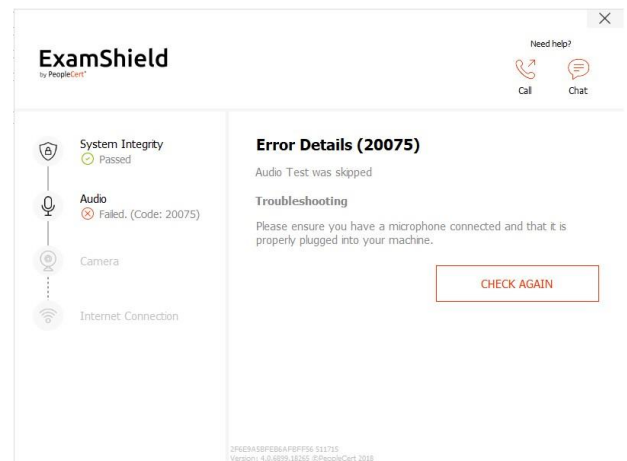 ExamShield
by PeopleCert®
Need help?
Call
Chat
System Integrity
Passed
Audio
Failed. (Code: 20075)
Camera
Internet Connection
Error Details (20075)
Audio Test was skipped
Troubleshooting
Please ensure you have a microphone connected and that it is
properly plugged into your machine.
CHECK AGAIN
Version: 4.0.6899.18265 ©PeopleCert 2018